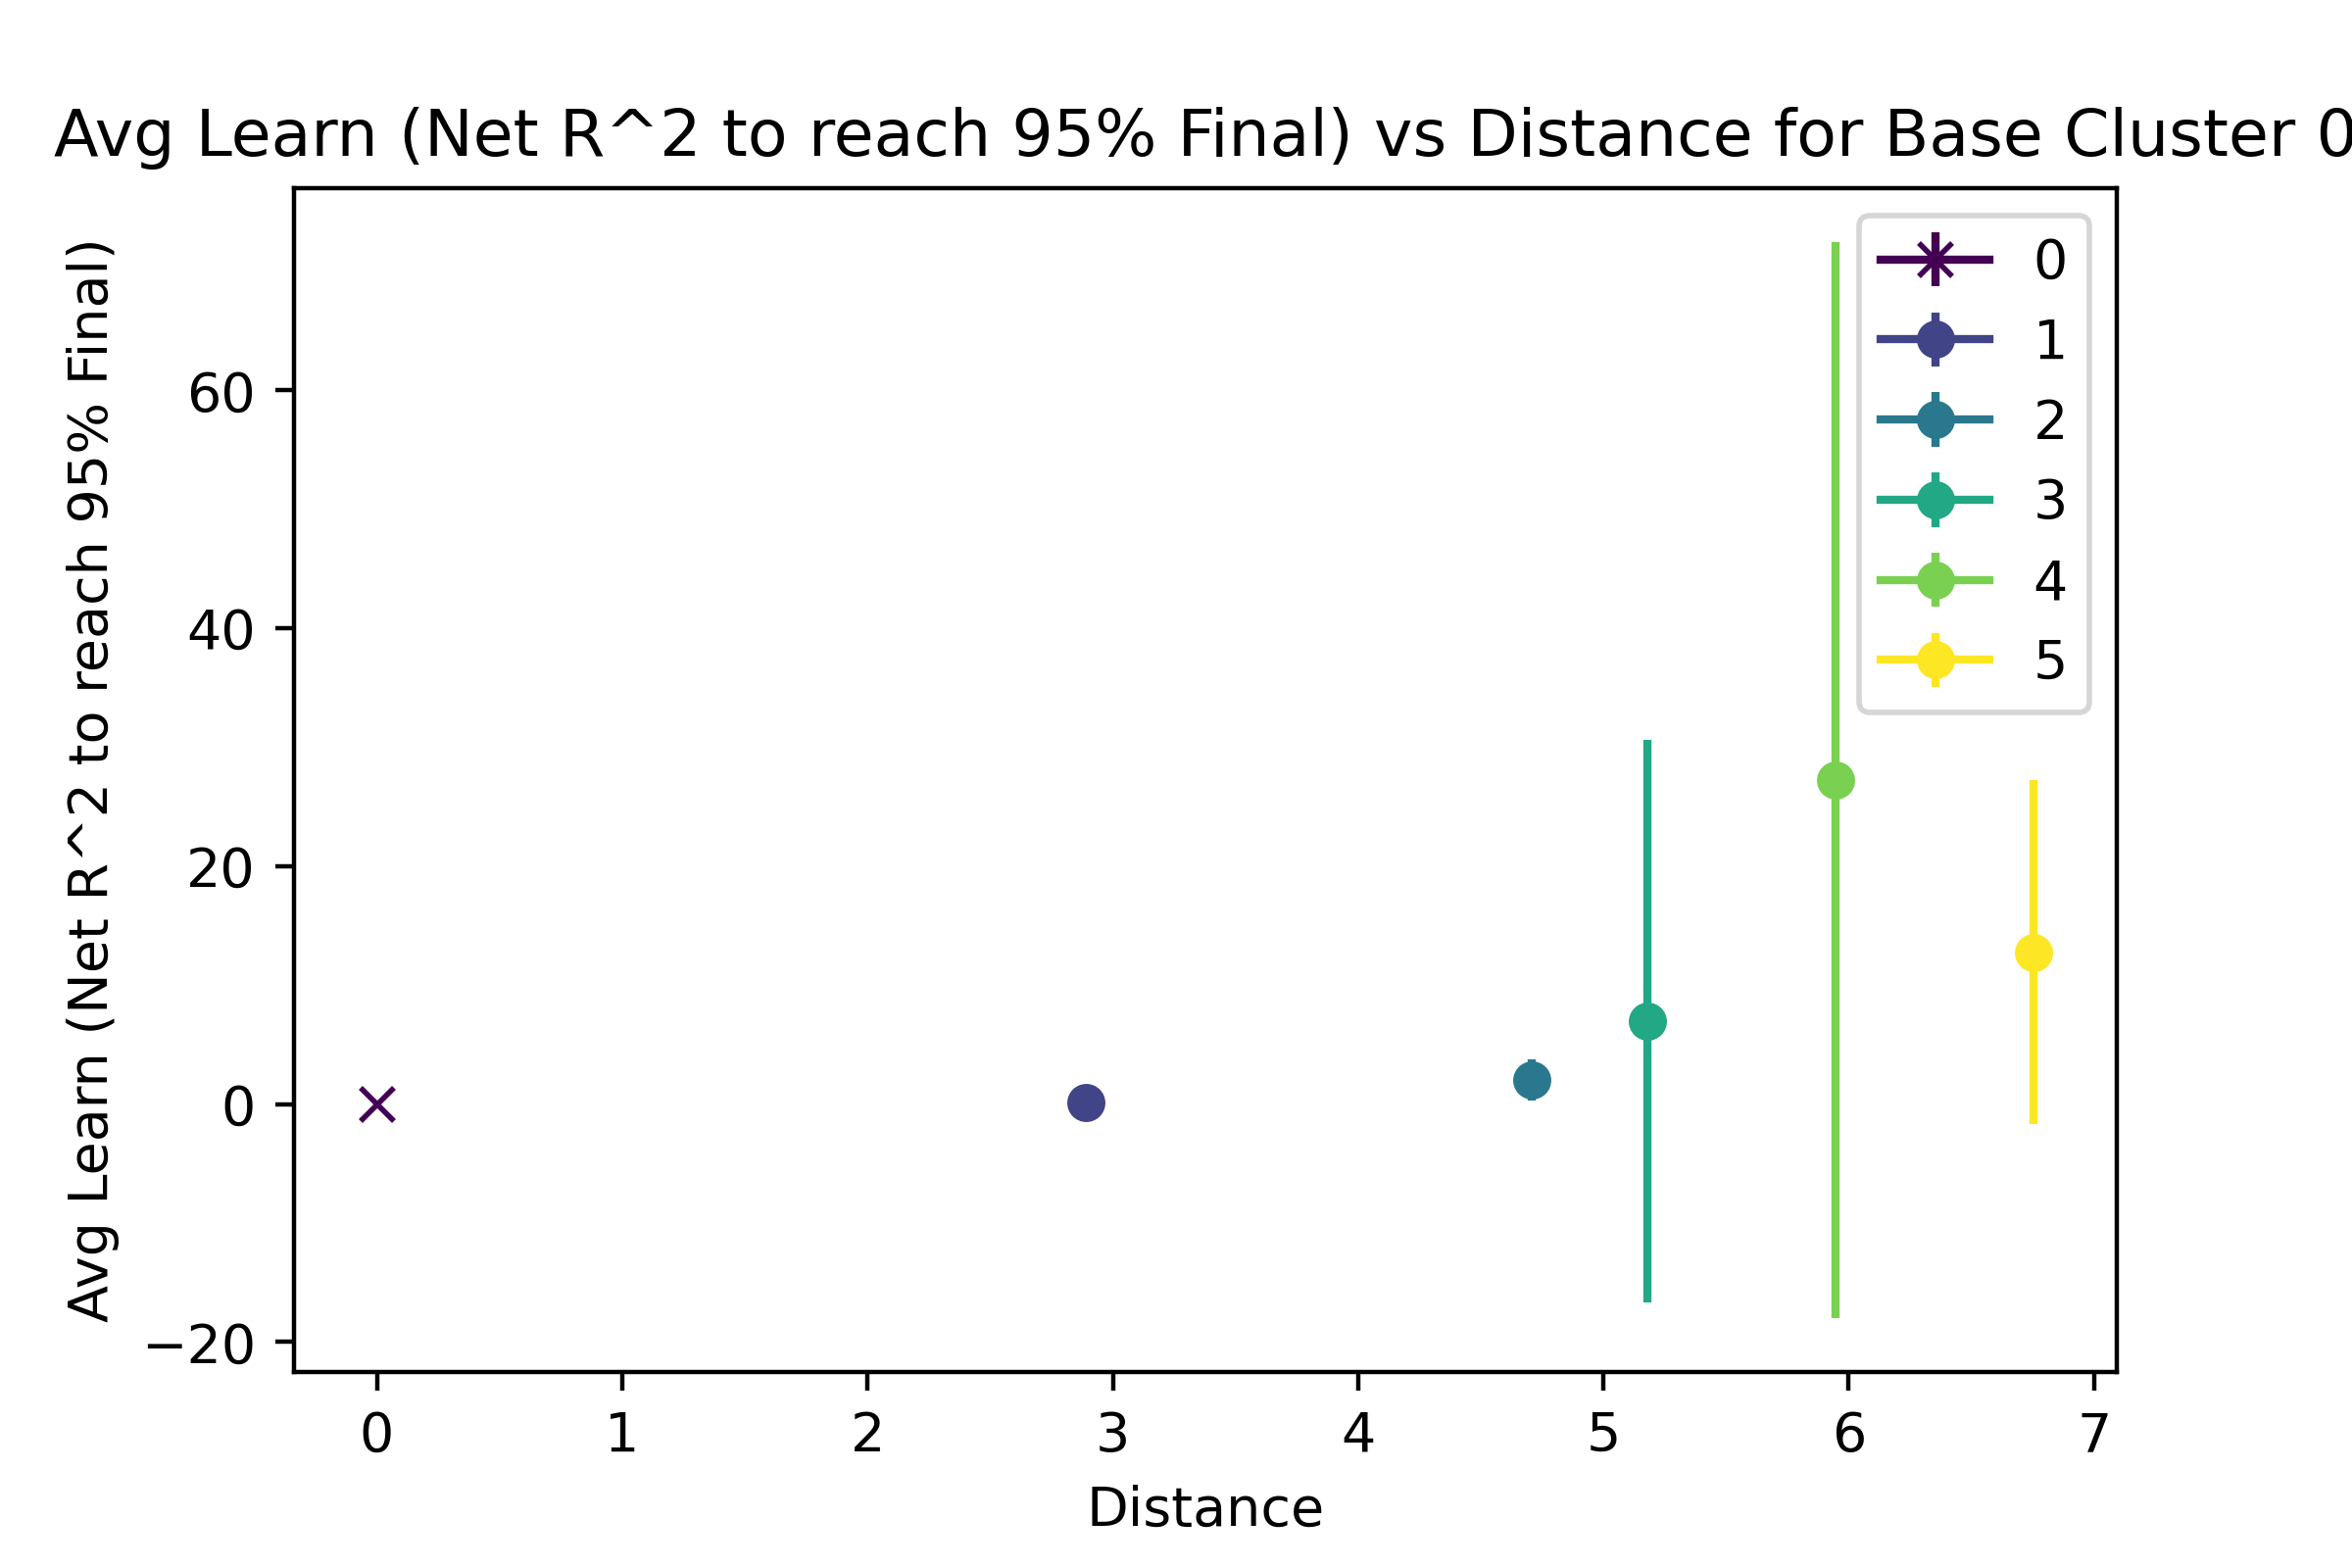 Avg Learn (Net R^2 to reach 95% Final) vs Distance for Base Cluster 0
Avg Learn (Net R^2 to reach 95% Final)
60
40
20
0
−20
0
1
2
3
4
5
0 1 2 3 4 5 6 7
Distance